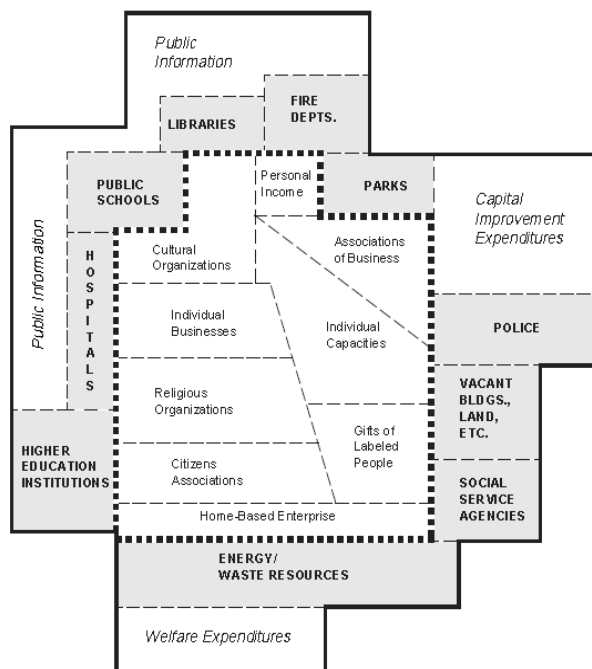 Public
Information
LIBRARIES
FIRE
DEPTS.
PUBLIC
SCHOOLS
Personal
Income
PARKS
Capital
Improvement
Expenditures
Public Information
HOSPITALS
Cultural
Organizations
Associations
of Business
Individual
Businesses
Individual
Capacities
POLICE
Religious
Organizations
VACANT
BLDGS.,
LAND,
ETC.
HIGHER
EDUCATION
INSTITUTIONS
Citizens
Associations
Gifts of
Labeled
People
SOCIAL
SERVICE
AGENCIES
Home-Based Enterprise
ENERGY/
WASTE RESOURCES
Welfare Expenditures